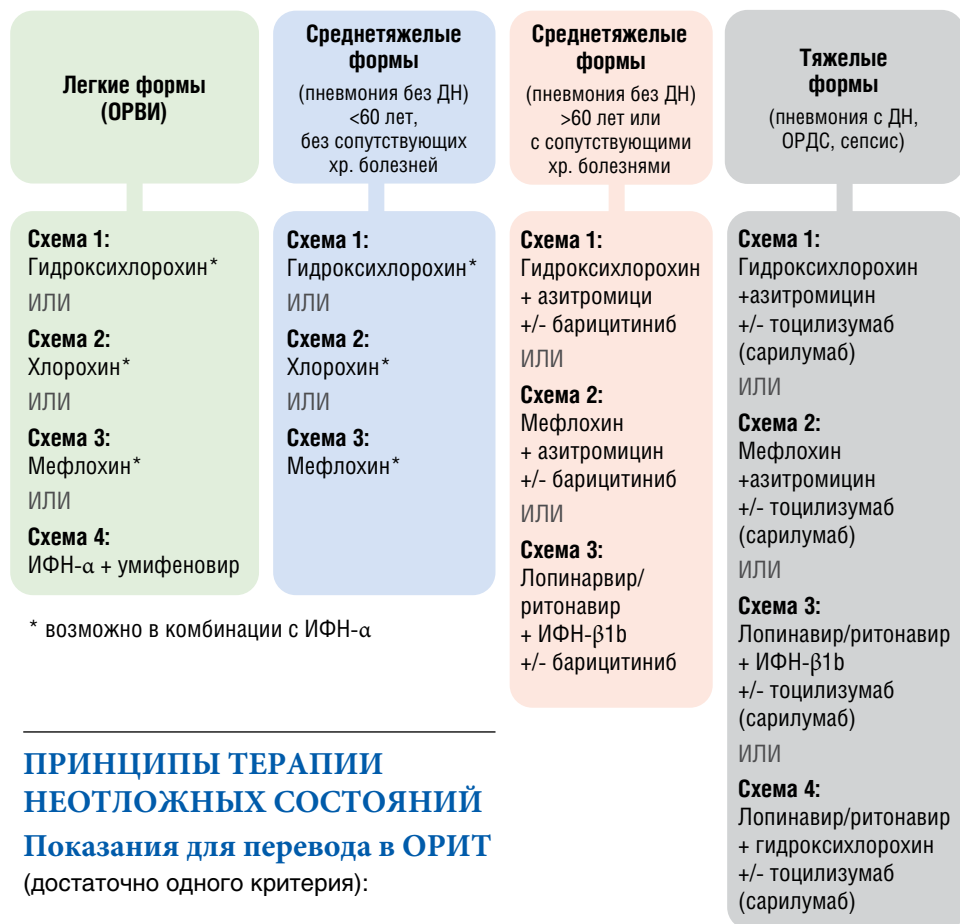 Легкие формы
(ОРВИ)
Схема 1:
Гидроксихлорохин*
ИЛИ
Схема 2:
Хлорохин*
ИЛИ
Схема 3:
Мефлохин*
ИЛИ
Схема 4:
ИФН-α + умифеновир
Среднетяжелые
формы
(пневмония без ДН)
<60 лет,
без сопутствующих
хр. болезней
Схема 1:
Гидроксихлорохин*
ИЛИ
Схема 2:
Хлорохин*
ИЛИ
Схема 3:
Мефлохин*
Среднетяжелые
формы
(пневмония без ДН)
>60 лет или
с сопутствующими
хр. болезнями
Схема 1:
Гидроксихлорохин
+ азитромици
+/- барицитиниб
ИЛИ
Схема 2:
Мефлохин
+ азитромицин
+/- барицитиниб
ИЛИ
Схема 3:
Лопинарвир/
ритонавир
+ ИФН-β1b
+/- барицитиниб
Тяжелые
формы
(пневмония с ДН,
ОРДС, сепсис)
Схема 1:
Гидроксихлорохин
+азитромицин
+/- тоцилизумаб
(сарилумаб)
ИЛИ
Схема 2:
Мефлохин
+азитромицин
+/- тоцилизумаб
(сарилумаб)
ИЛИ
Схема 3:
Лопинавир/ритонавир
+ ИФН-β1b
+/- тоцилизумаб
(сарилумаб)
ИЛИ
Схема 4:
Лопинавир/ритонавир
+ гидроксихлорохин
+/- тоцилизумаб
(сарилумаб)
* возможно в комбинации с ИФН-α
ПРИНЦИПЫ ТЕРАПИИ
НЕОТЛОЖНЫХ СОСТОЯНИЙ
Показания для перевода в ОРИТ
(достаточно одного критерия):